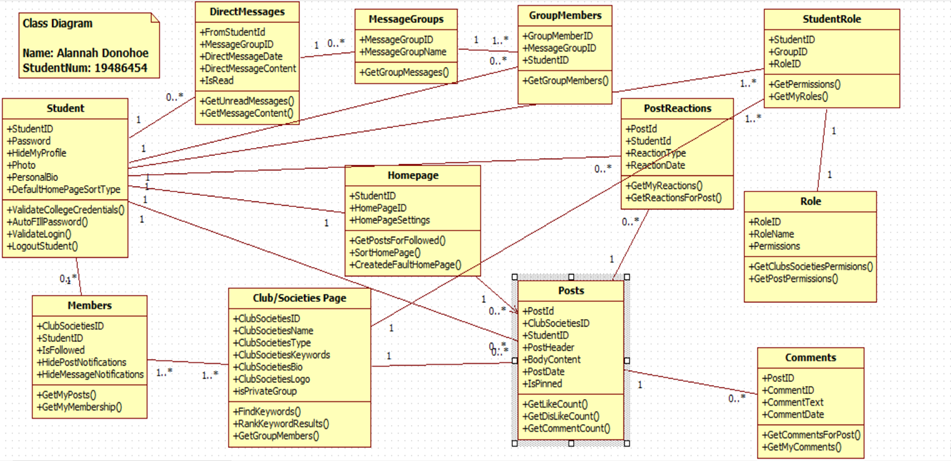 Class Diagram
Name: Alannah Donohoe
StudentNum: 19486454
DirectMessages
+FromStudentId
+MessageGroupID
+DirectMessageDate
+DirectMessageContent
+IsRead
+GetUnreadMessages()
+GetMessageContent()
1
0..*
MessageGroups
+MessageGroupID
+MessageGroupName
+GetGroupMessages()
1
1..*
0..*
GroupMembers
+GroupMemberID
+MessageGroupID
+StudentID
+GetGroupMembers()
StudentRole
+StudentID
+GroupID
+RoleID
+GetPermissions()
+GetMyRoles()
1..*
1..*
1
1
Student
+StudentID
+Password
+HideMyProfile
+Photo
+PersonalBio
+DefaultHomePageSortType
+ValidateCollegeCredentials()
+AutoFIllPassword()
+ValidateLogin()
+LogoutStudent()
0..*
1
1
1
1
1
1
PostReactions
+PostId
+StudentId
+ReactionType
+ReactionDate
+GetMyReactions()
+GetReactionsForPost()
0..*
0..*
1
Homepage
+StudentID
+HomePageID
+HomePageSettings
+GetPostsForFollowed()
+SortHomePage()
+CreatedeFaultHomePage()
1
1
0..*
Role
+RoleID
+RoleName
+Permissions
+GetClubsSocietiesPermisions()
+GetPostPermissions()
Members
+ClubSocietiesID
+StudentID
+IsFollowed
+HidePostNotifications
+HideMessageNotifications
+GetMyPosts()
+GetMyMembership()
0..*
1
1..*
1..*
Club/Societies Page
+ClubSocietiesID
+ClubSocietiesName
+ClubSocietiesType
+ClubSocietiesKeywords
+ClubSocietiesBio
+ClubSocietiesLogo
+isPrivateGroup
+FindKeywords()
+RankKeywordResults()
+GetGroupMembers()
1
1
0..*
0..*
Posts
+PostId
+ClubSocietiesID
+StudentID
+PostHeader
+BodyContent
+PostDate
+IsPinned
+GetLikeCount()
+GetDisLikeCount()
+GetCommentCount()
1
0..*
Comments
+PostID
+CommentID
+CommentText
+CommentDate
+GetCommentsForPost()
+GetMyComments()